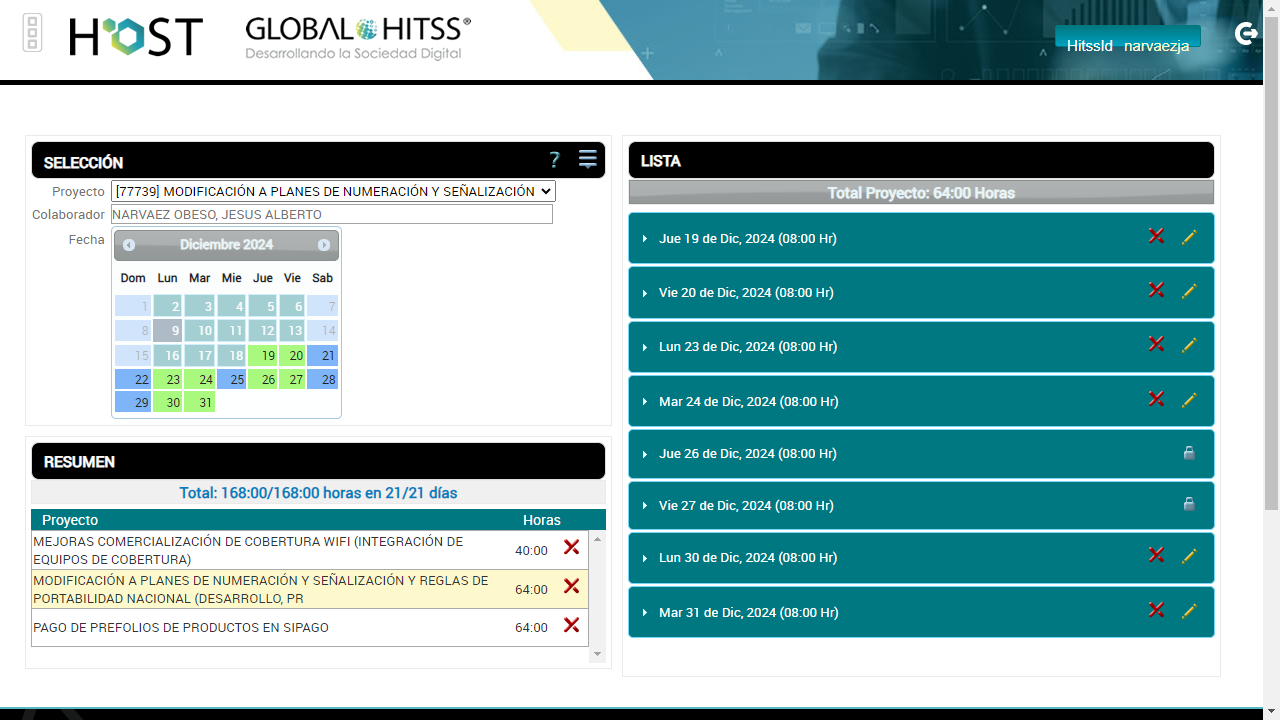 HOST
GLOBAL HITSS®
Desarrollando la Sociedad Digital
HitssId narvaezja
SELECCIÓN
?
Proyecto [77739] MODIFICACIÓN A PLANES DE NUMERACIÓN Y SEÑALIZACIÓN
Colaborador NARVAEZ OBESO, JESUS ALBERTO
Fecha
Diciembre 2024
Dom Lun Mar Mie Jue Vie Sab
1 2 3 4 5 6 7
8 9 10 11 12 13 14
15 16 17 18 19 20 21
22 23 24 25 26 27 28
29 30 31
RESUMEN
Total: 168:00/168:00 horas en 21/21 días
Proyecto Horas
MEJORAS COMERCIALIZACIÓN DE COBERTURA WIFI (INTEGRACIÓN DE
EQUIPOS DE COBERTURA) 40:00
MODIFICACIÓN A PLANES DE NUMERACIÓN Y SEÑALIZACIÓN Y REGLAS DE
PORTABILIDAD NACIONAL (DESARROLLO, PR 64:00
PAGO DE PREFOLIOS DE PRODUCTOS EN SIPAGO 64:00
LISTA
Total Proyecto: 64:00 Horas
Jue 19 de Dic, 2024 (08:00 Hr)
Vie 20 de Dic, 2024 (08:00 Hr)
Lun 23 de Dic, 2024 (08:00 Hr)
Mar 24 de Dic, 2024 (08:00 Hr)
Jue 26 de Dic, 2024 (08:00 Hr)
Vie 27 de Dic, 2024 (08:00 Hr)
Lun 30 de Dic, 2024 (08:00 Hr)
Mar 31 de Dic, 2024 (08:00 Hr)